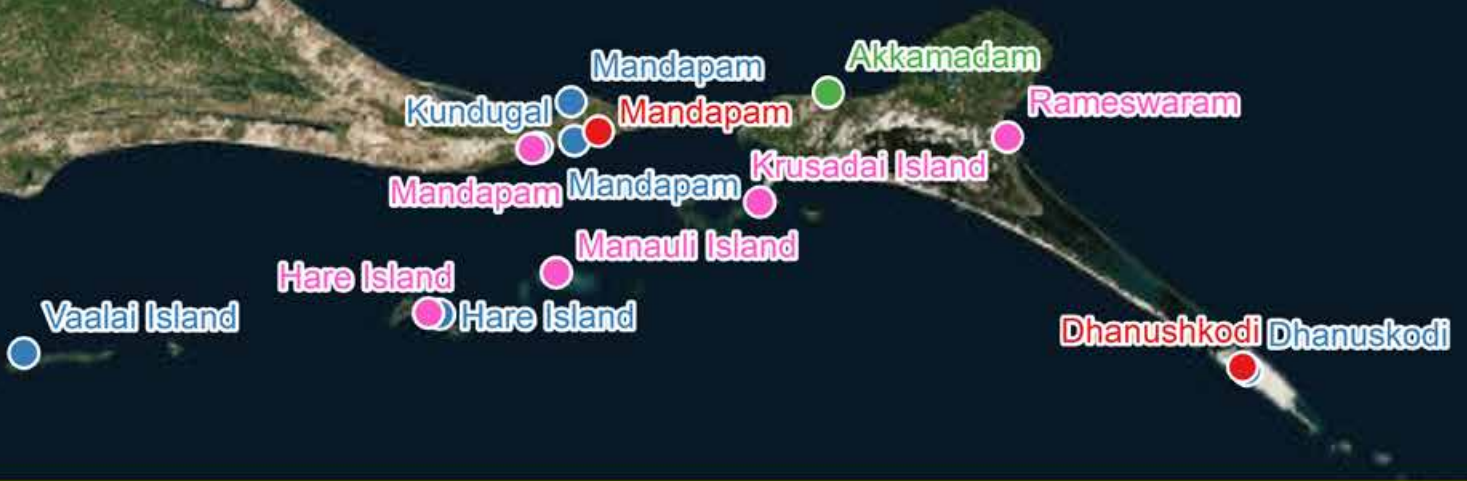 Akkamadam
Mandapam
Rameswaram
Kundugal
Mandapam
Krusadai Island
Mandapam
Mandapam
Manauli Island
Hare Island
Vaalai Island
Hare Island
Dhanushkodi
Dhanuskodi